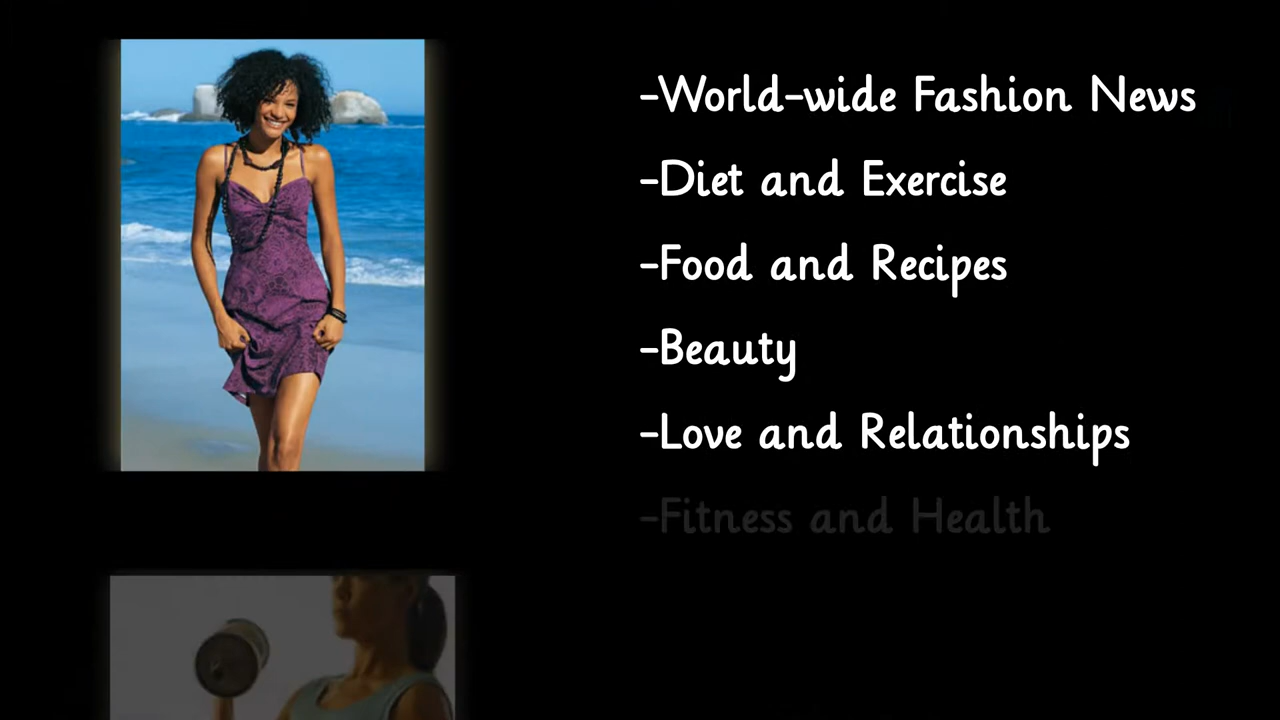 -World-wide Fashion News
-Diet and Exercise
-Food and Recipes
-Beauty
-Love and Relationships
-Fitness and Health